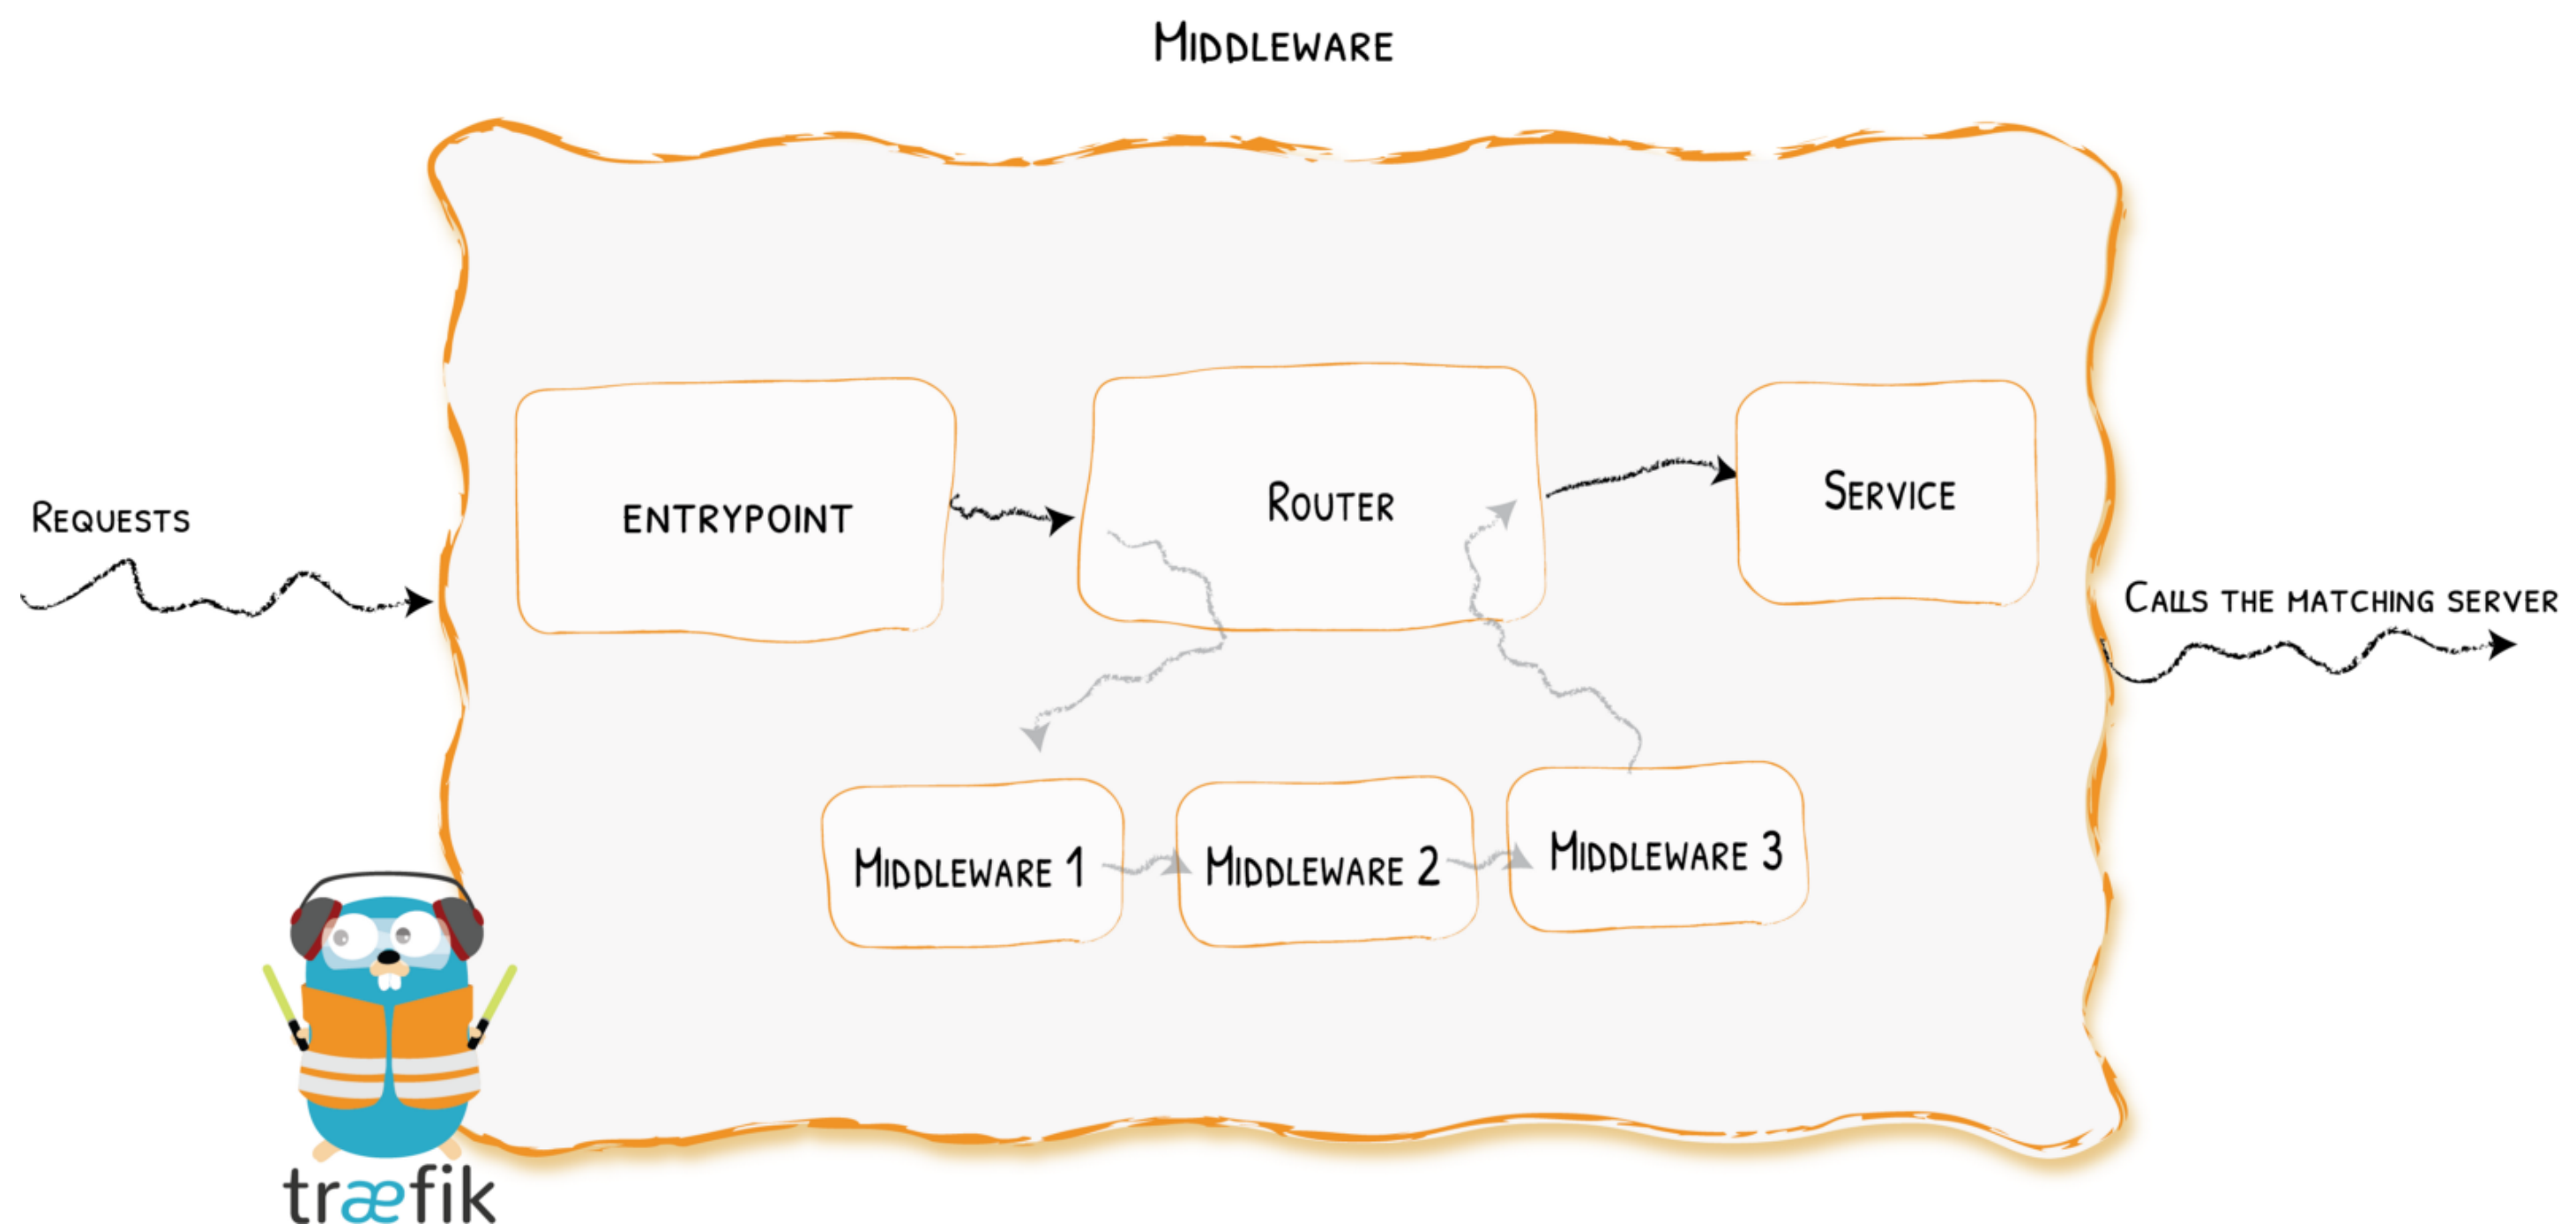 Middleware
Requests
entrypoint
Router
Service
Calls the matching server
Middleware 1
Middleware 2
Middleware 3
træfik